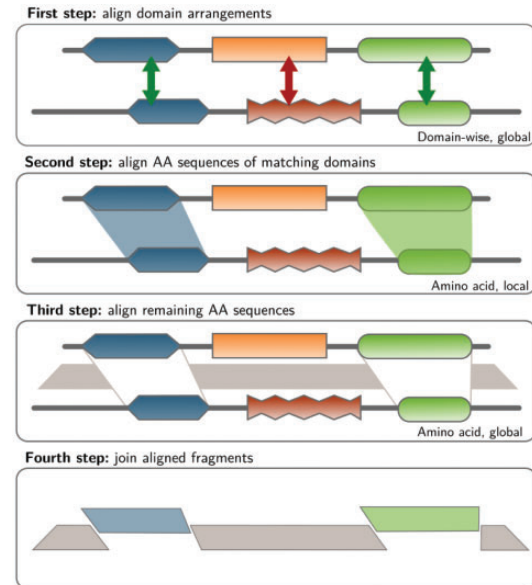 First step: align domain arrangements
Domain-wise, global
Second step: align AA sequences of matching domains
Amino acid, local
Third step: align remaining AA sequences
Amino acid, global
Fourth step: join aligned fragments